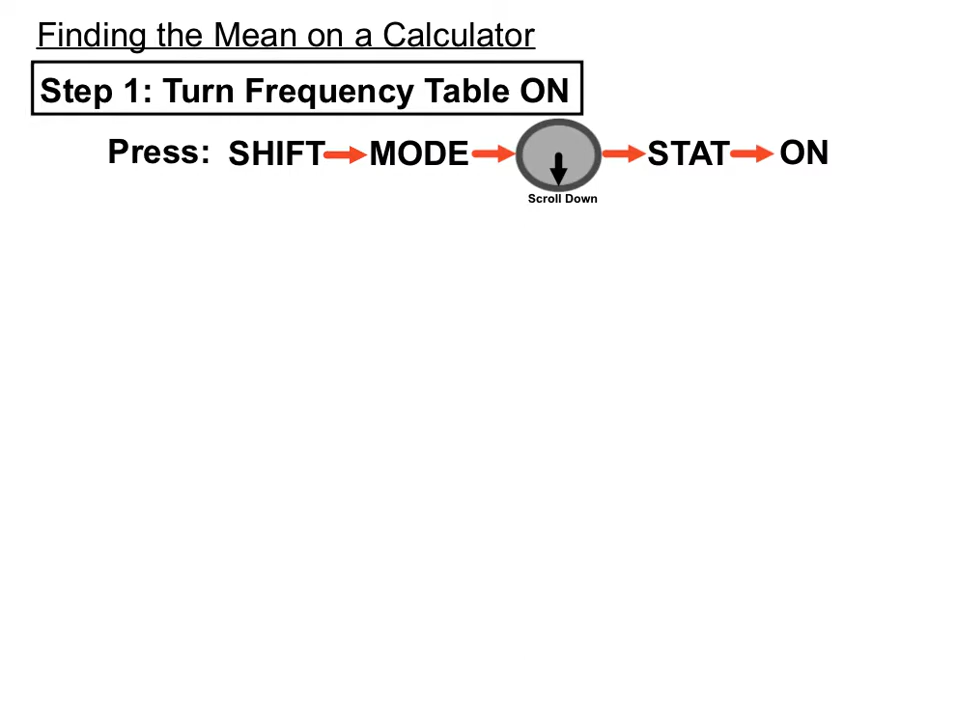 Finding the Mean on a Calculator
Step 1: Turn Frequency Table ON
Press: SHIFT MODE STAT ON
Scroll Down